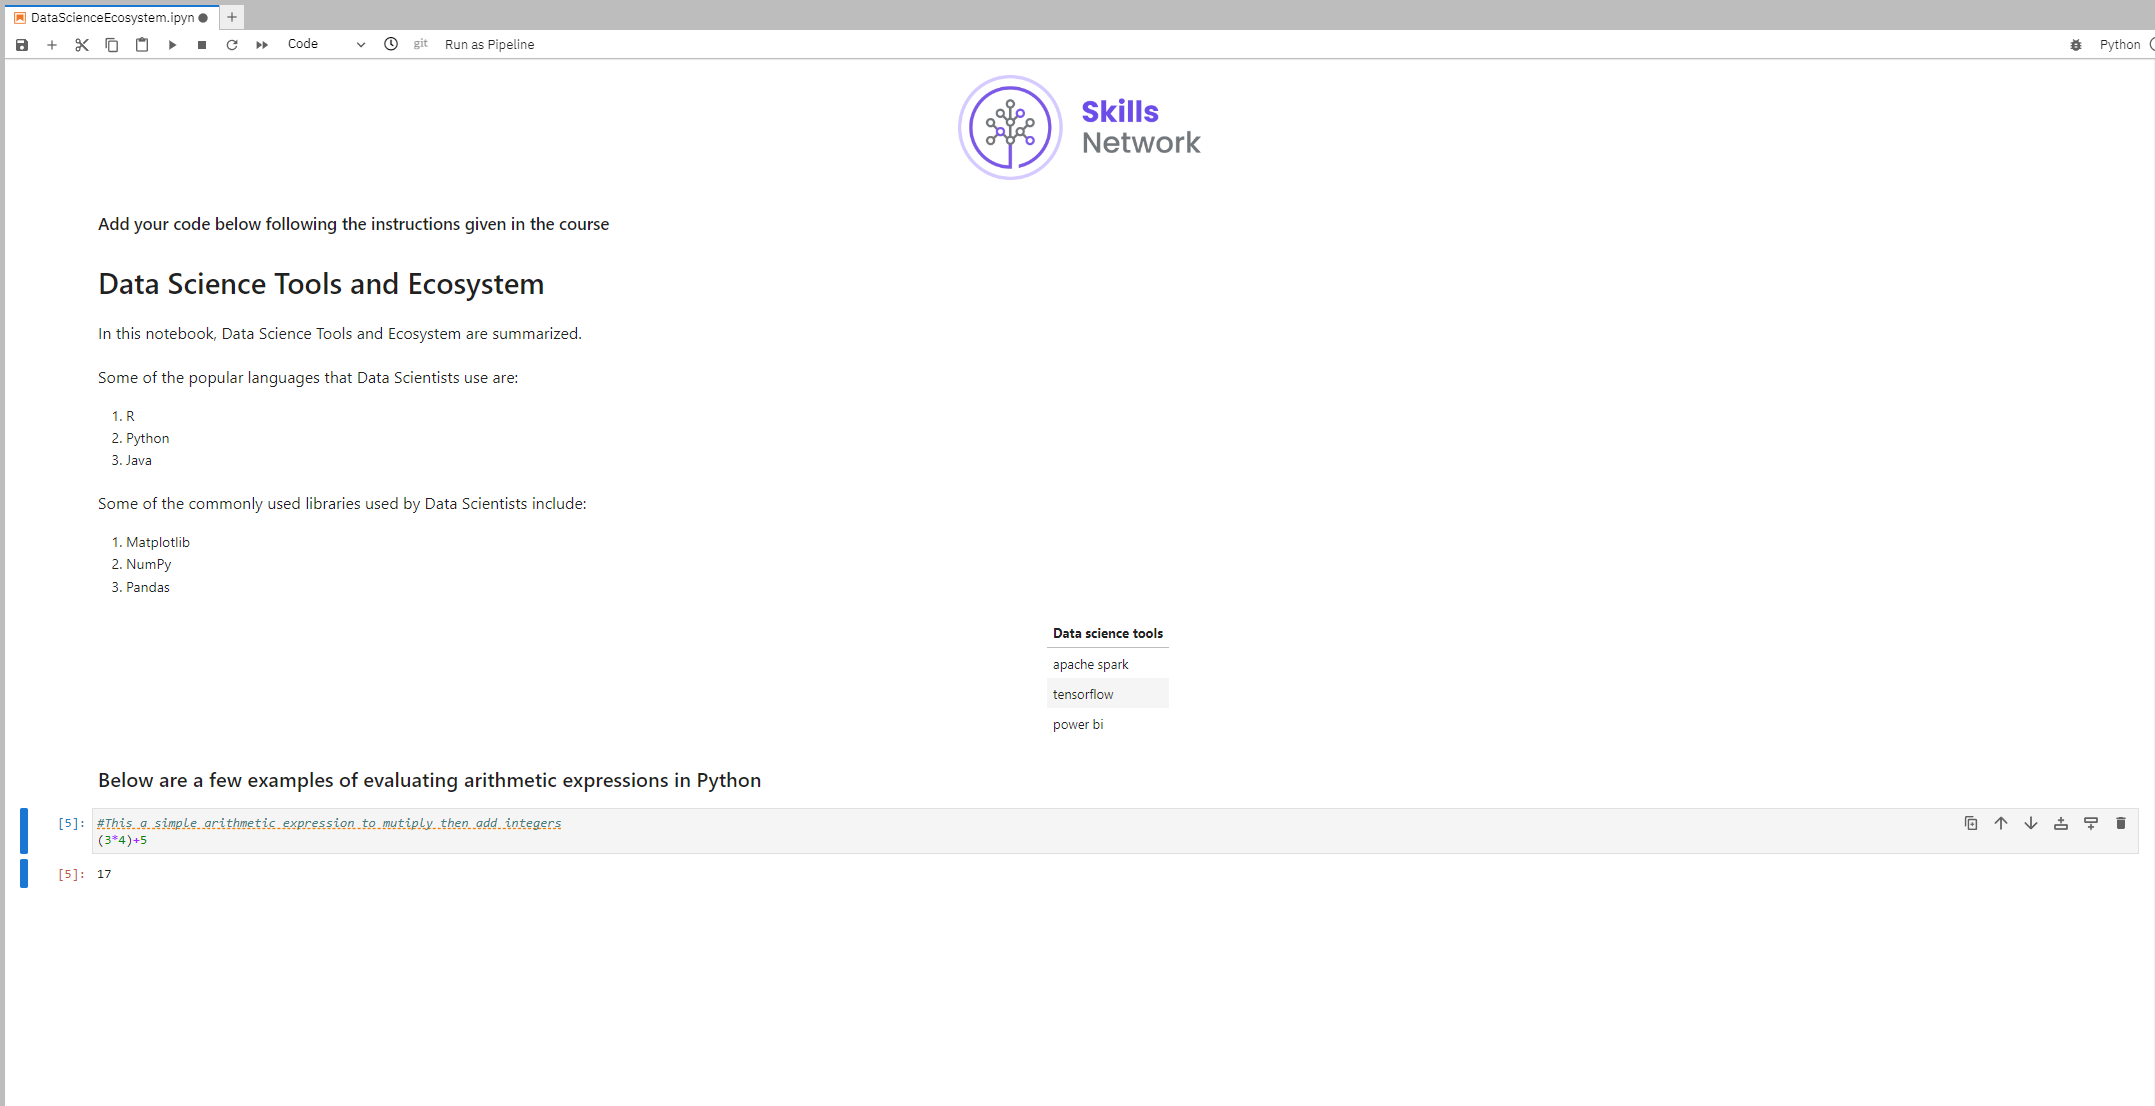 DataScienceEcosystem.ipyn
Code git Run as Pipeline Python
Skills
Network
Add your code below following the instructions given in the course
Data Science Tools and Ecosystem
In this notebook, Data Science Tools and Ecosystem are summarized.
Some of the popular languages that Data Scientists use are:
1. R
2. Python
3. Java
Some of the commonly used libraries used by Data Scientists include:
1. Matplotlib
2. NumPy
3. Pandas
Data science tools
apache spark
tensorflow
power bi
Below are a few examples of evaluating arithmetic expressions in Python
[5]: #This a simple arithmetic expression to mutiply then add integers
(3*4)+5
[5]: 17